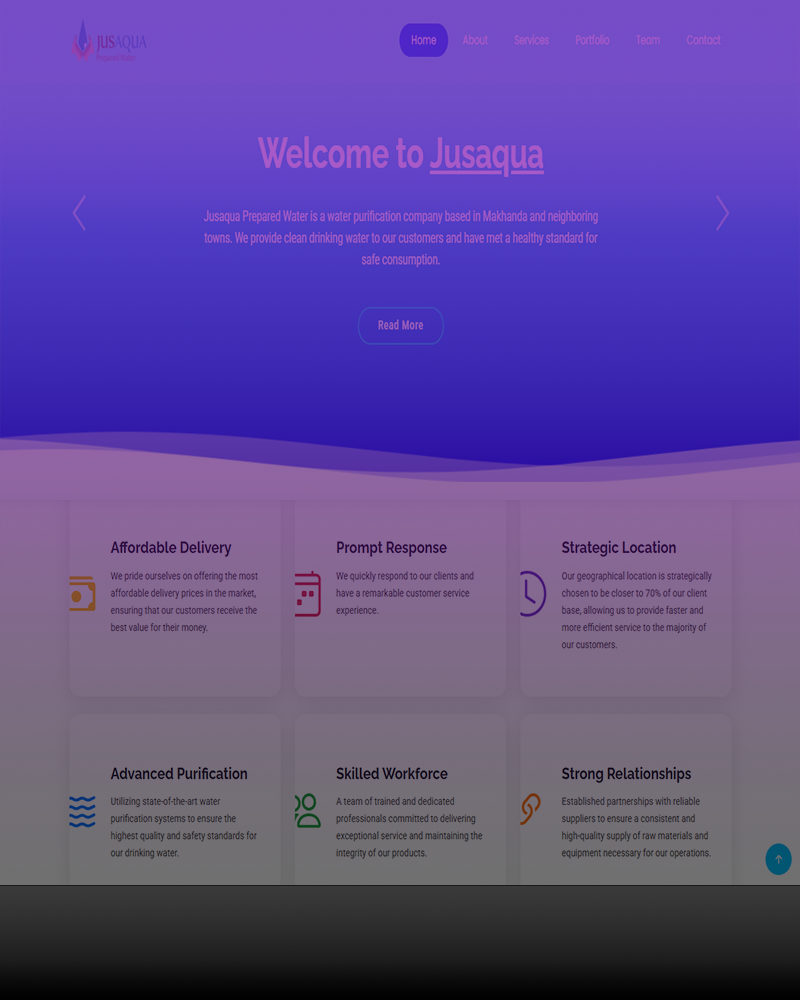 JUSAQUA
Prepared Water
Home About Services Portfolio Team Contact
Welcome to Jusaqua
Jusaqua Prepared Water is a water purification company based in Makhanda and neighboring
towns. We provide clean drinking water to our customers and have met a healthy standard for
safe consumption.
Read More
Affordable Delivery
We pride ourselves on offering the most
affordable delivery prices in the market,
ensuring that our customers receive the
best value for their money.
Prompt Response
We quickly respond to our clients and
have a remarkable customer service
experience.
Strategic Location
Our geographical location is strategically
chosen to be closer to 70% of our client
base, allowing us to provide faster and
more efficient service to the majority of
our customers.
Advanced Purification
Utilizing state-of-the-art water
purification systems to ensure the
highest quality and safety standards for
our drinking water.
Skilled Workforce
A team of trained and dedicated
professionals committed to delivering
exceptional service and maintaining the
integrity of our products.
Strong Relationships
Established partnerships with reliable
suppliers to ensure a consistent and
high-quality supply of raw materials and
equipment necessary for our operations.